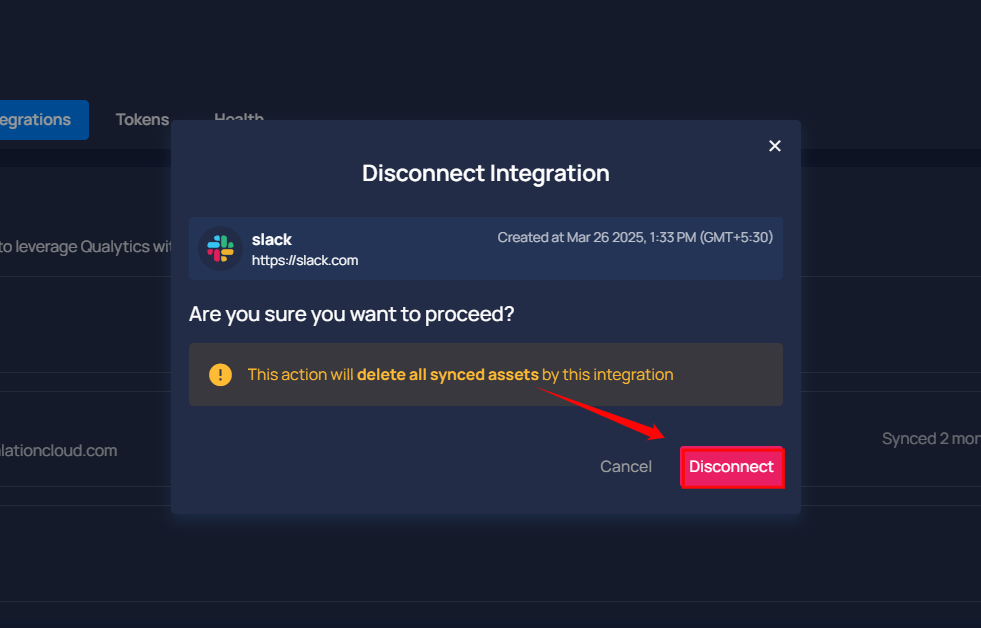 egrations
Tokens
Health
Disconnect Integration
to leverage Qualytics wit
slack
Created at Mar 26 2025, 1:33 PM (GMT+5:30)
https://slack.com
Are you sure you want to proceed?
This action will delete all synced assets by this integration
lationcloud.com
Synced 2 mon
Cancel
Disconnect